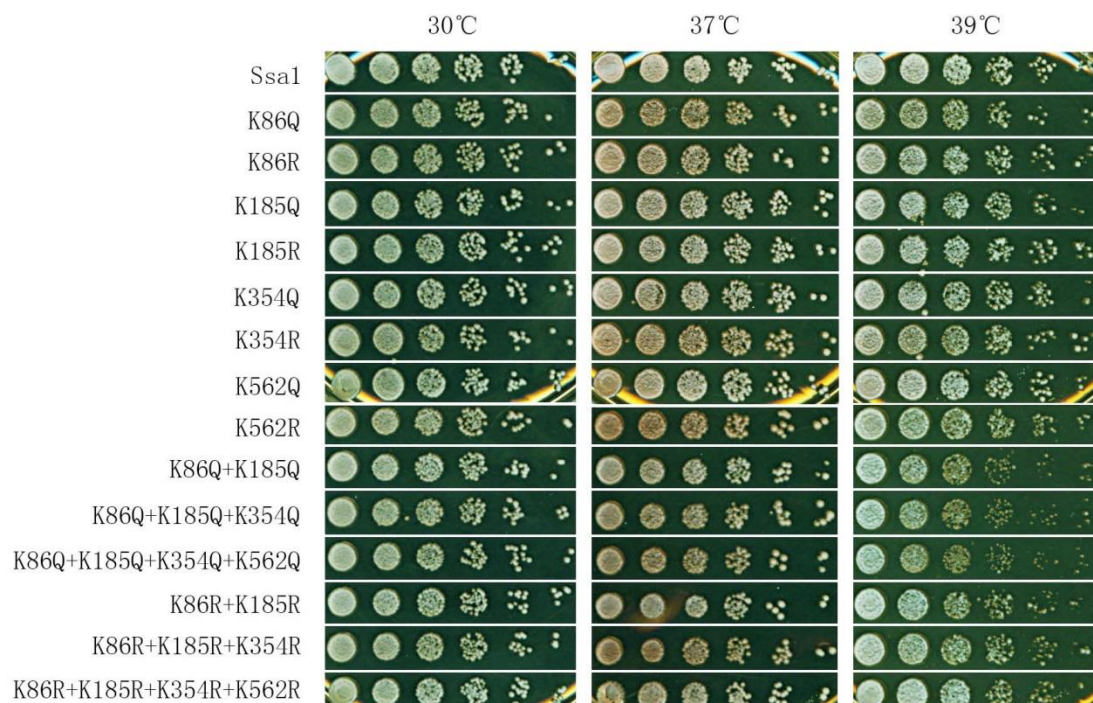 30℃ 37℃ 39℃
Ssa1
K86Q
K86R
K185Q
K185R
K354Q
K354R
K562Q
K562R
K86Q+K185Q
K86Q+K185Q+K354Q
K86Q+K185Q+K354Q+K562Q
K86R+K185R
K86R+K185R+K354R
K86R+K185R+K354R+K562R